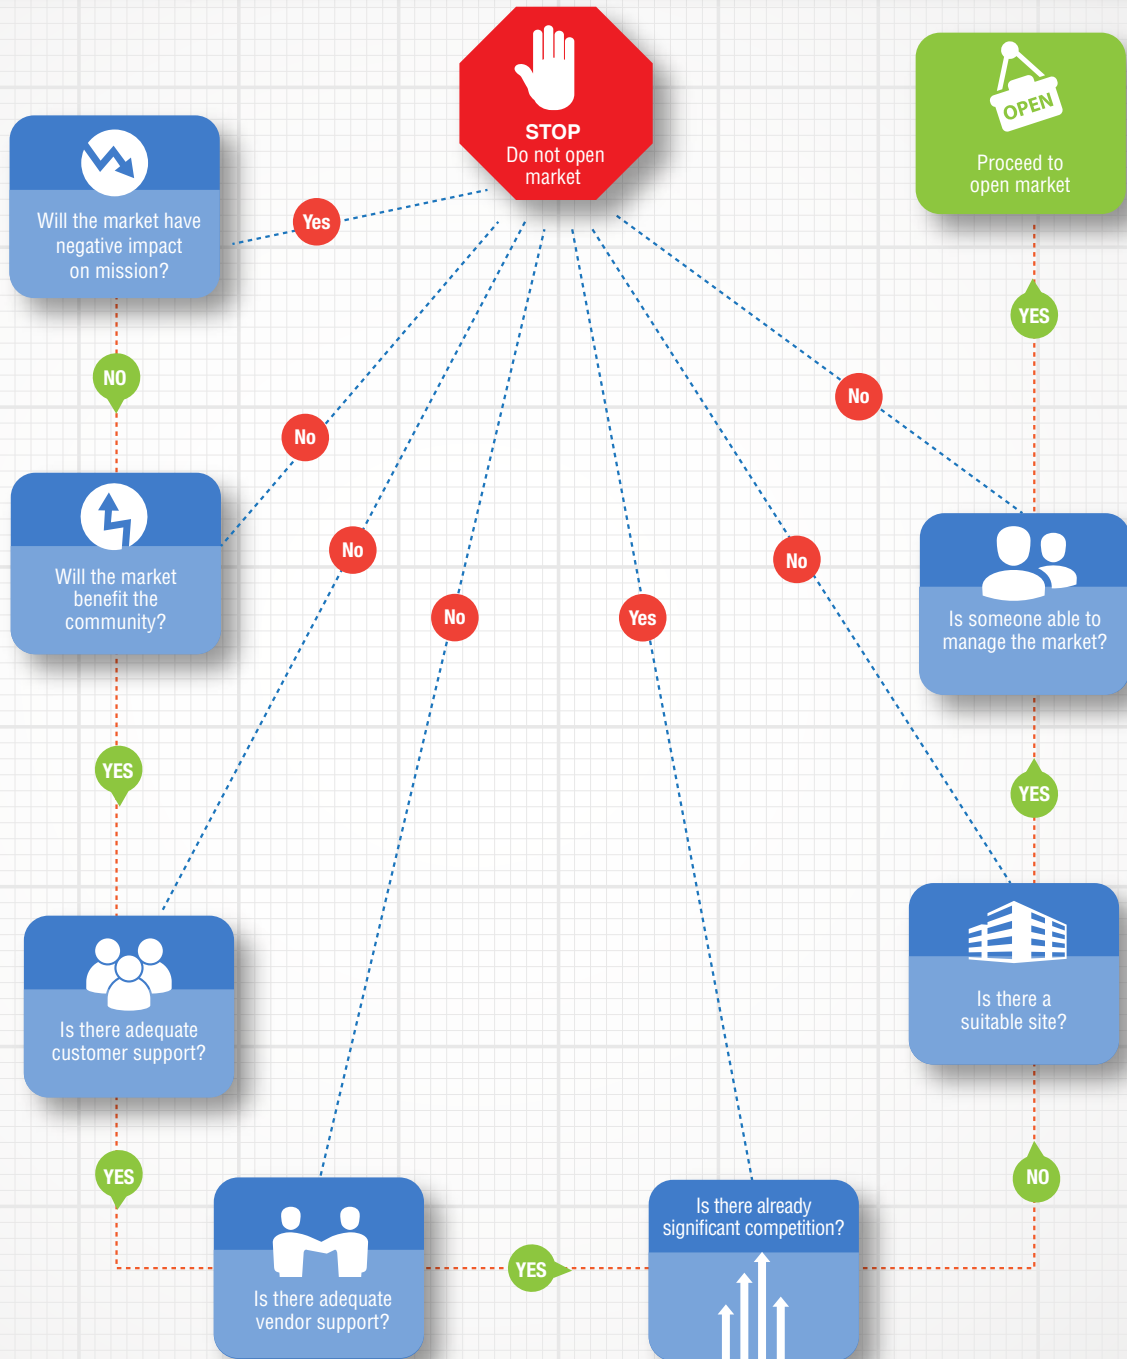 STOP
Do not open
market
OPEN
Proceed to
open market
Will the market have
negative impact
on mission?
Yes
NO
No
Will the market
benefit the
community?
YES
No
Is there adequate
customer support?
YES
No
Is there adequate
vendor support?
YES
Yes
Is there already
significant competition?
NO
No
Is there a
suitable site?
YES
No
Is someone able to
manage the market?
YES